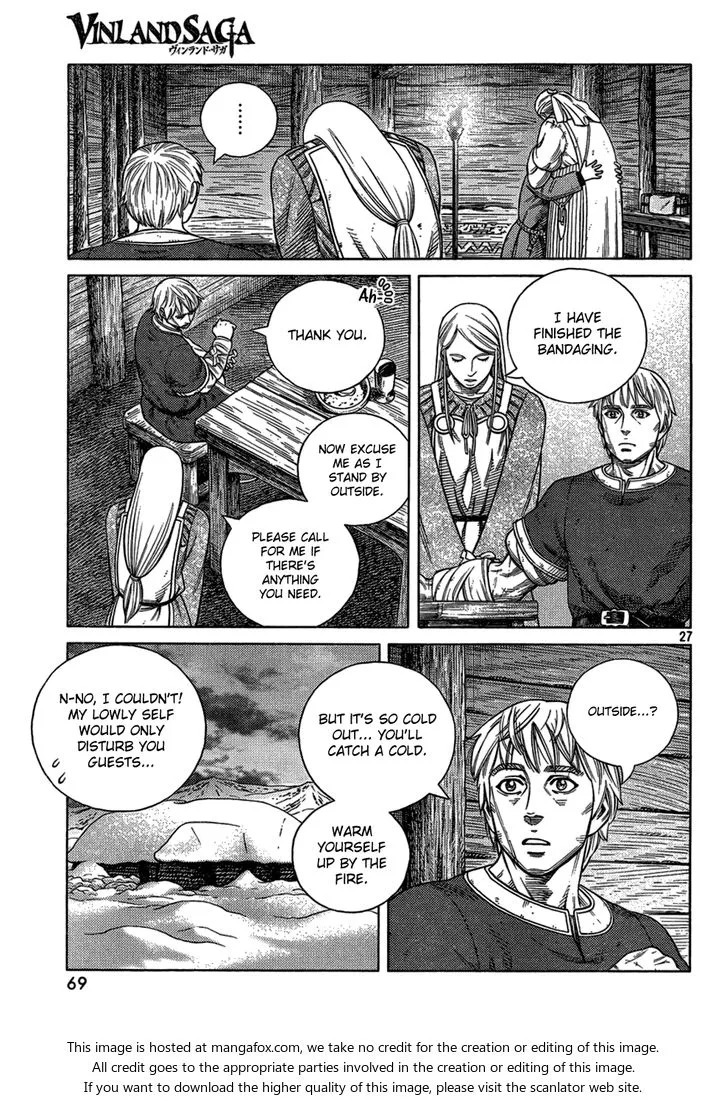 VINLAND SAGA
ヴィンランド・サガ
......
I HAVE
FINISHED THE
BANDAGING.
Ah-
THANK YOU.
NOW EXCUSE
ME AS I
STAND BY
OUTSIDE.
PLEASE CALL
FOR ME IF
THERE'S
ANYTHING
YOU NEED.
27
OUTSIDE...?
BUT IT'S SO COLD
OUT... YOU'LL
CATCH A COLD.
WARM
YOURSELF
UP BY THE
FIRE.
N-NO, I COULDN'T!
MY LOWLY SELF
WOULD ONLY
DISTURB YOU
GUESTS...
69
This image is hosted at mangafox.com, we take no credit for the creation or editing of this image.
All credit goes to the appropriate parties involved in the creation or editing of this image.
If you want to download the higher quality of this image, please visit the scanlator web site.